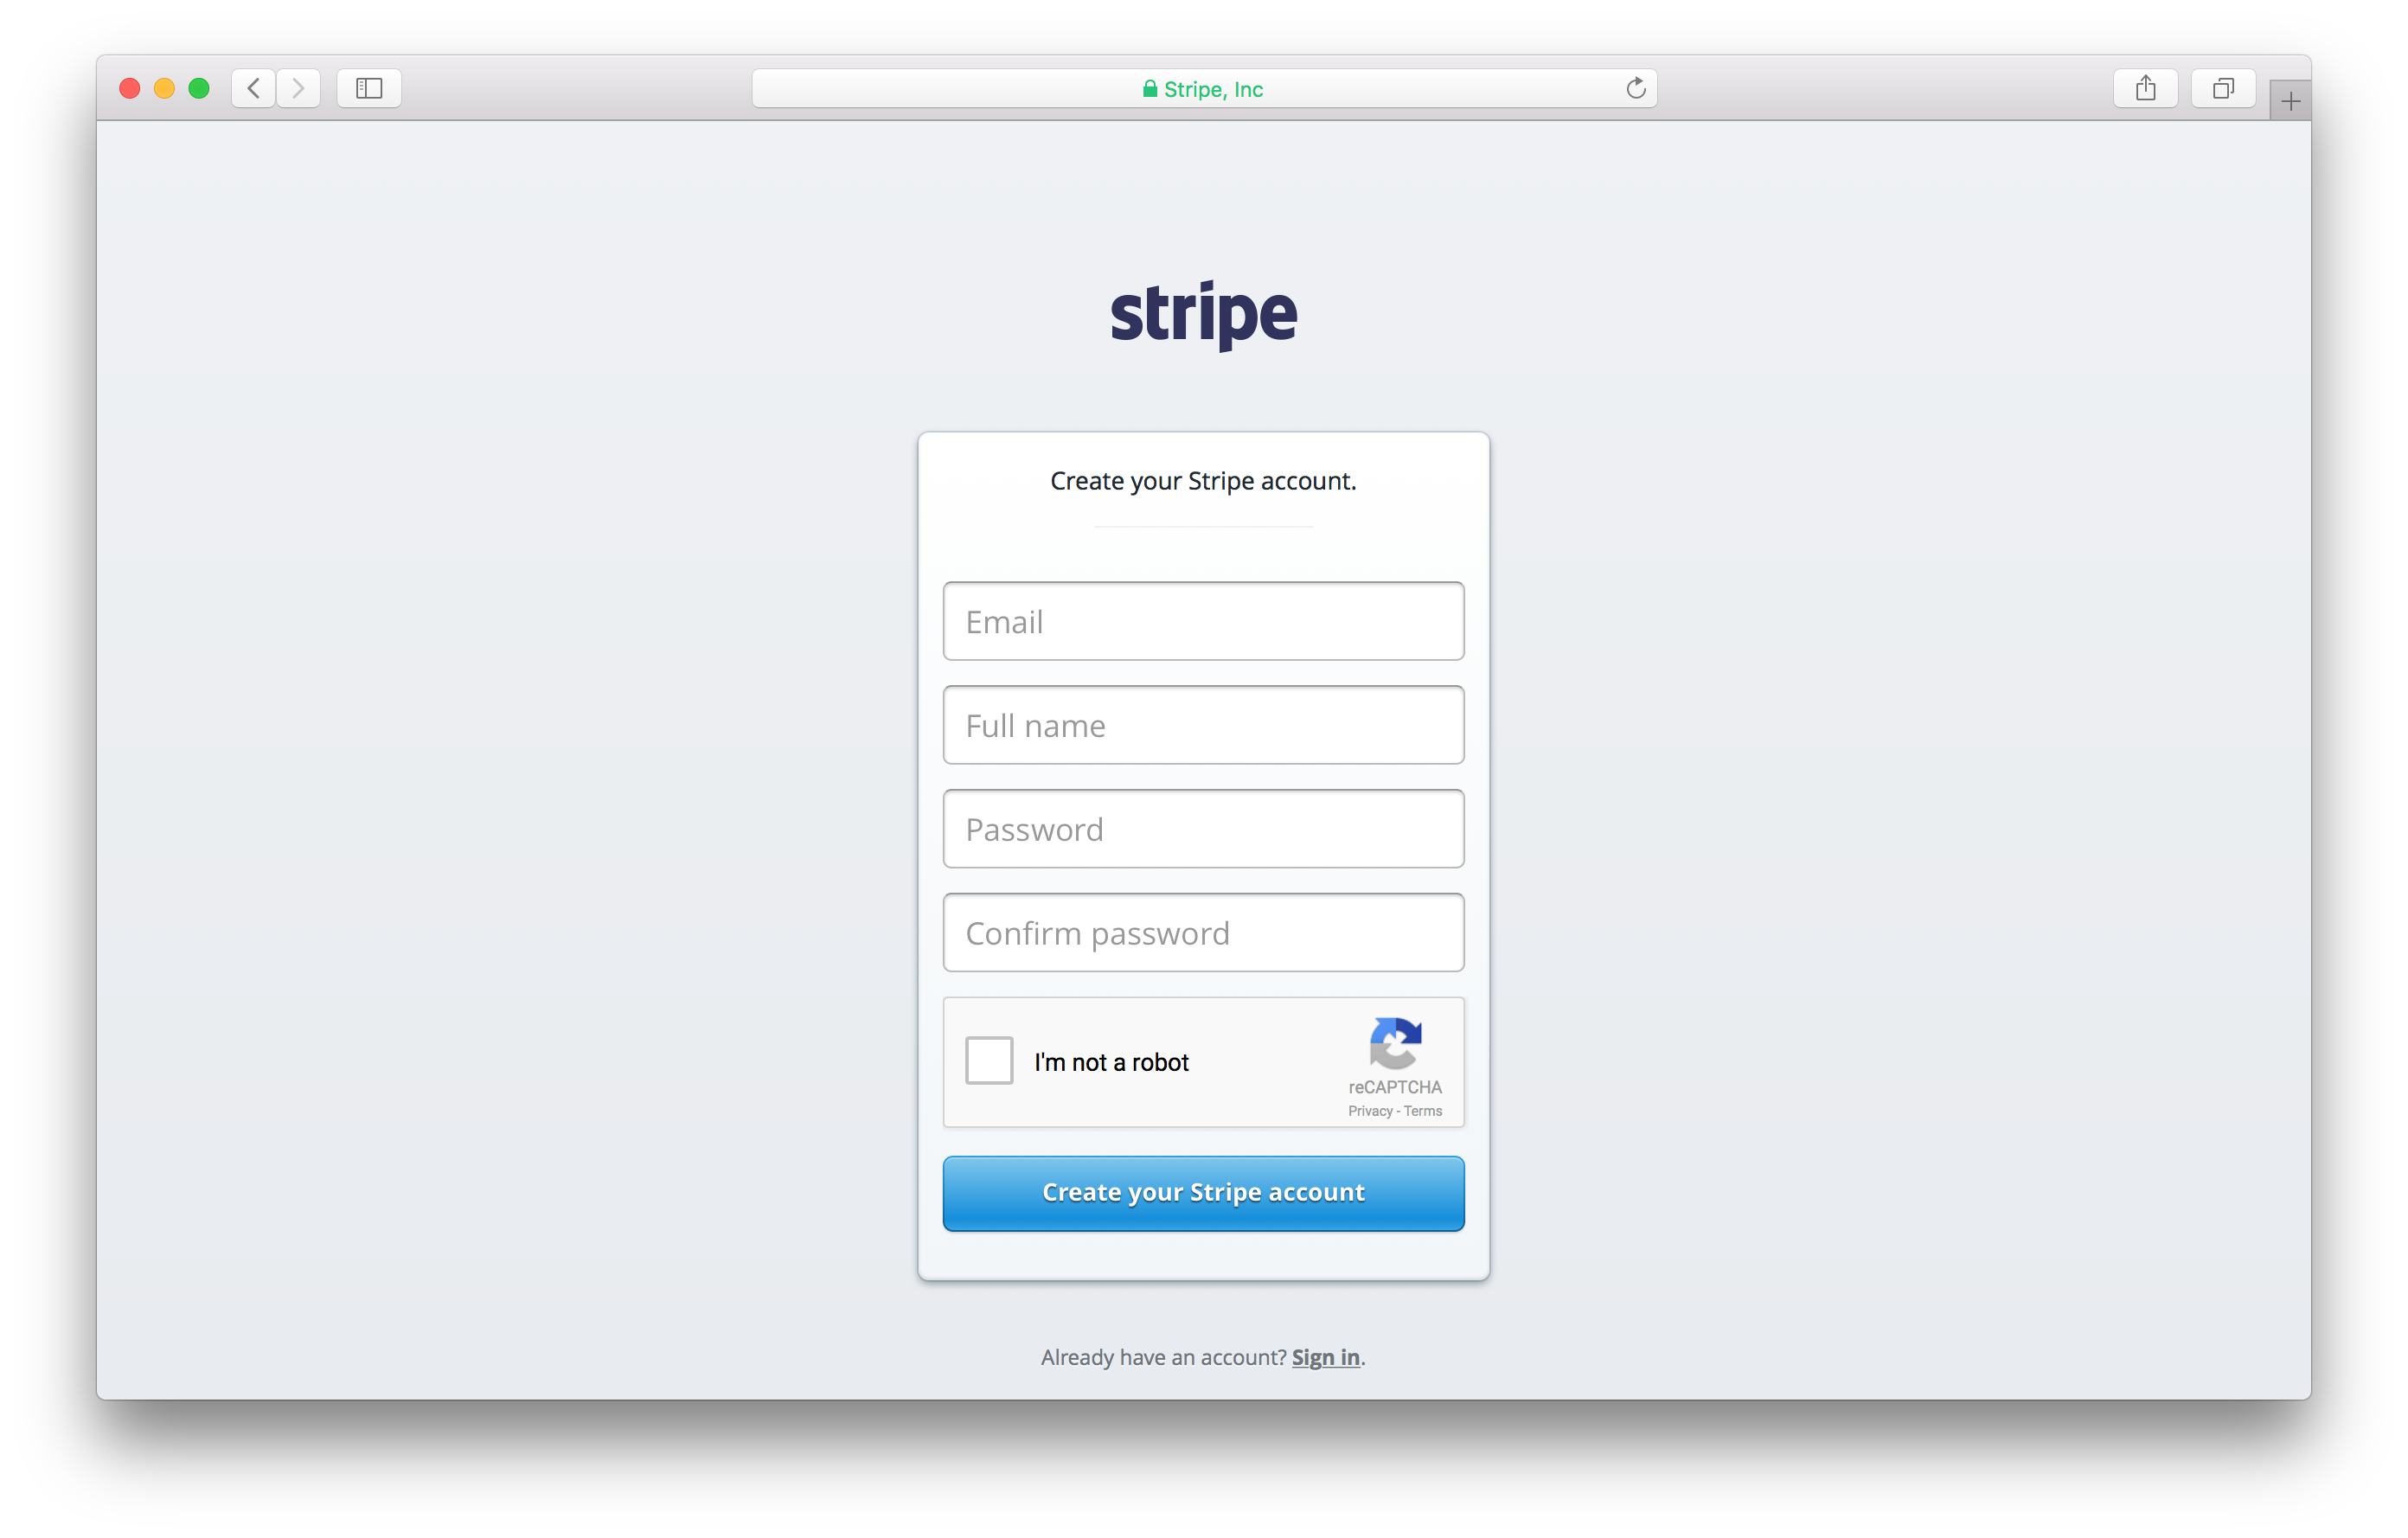 Stripe, Inc
stripe
Create your Stripe account.
Email
Full name
Password
Confirm password
I'm not a robot
reCAPTCHA
Privacy - Terms
Create your Stripe account
Already have an account? Sign in.